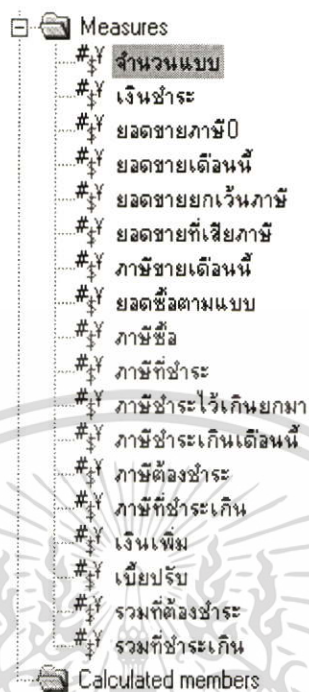 Measures
จำนวนแบบ
เงินชำระ
ยอดขายภาษี0
ยอดขายเดือนนี้
ยอดขายยกเว้นภาษี
ยอดขายที่เสียภาษี
ภาษีขายเดือนนี้
ยอดซื้อตามแบบ
ภาษีซื้อ
ภาษีที่ชำระ
ภาษีชำระไว้เกินยกมา
ภาษีชำระเกินเดือนนี้
ภาษีต้องชำระ
ภาษีที่ชำระเกิน
เงินเพิ่ม
เบี้ยปรับ
รวมที่ต้องชำระ
รวมที่ชำระเกิน
Calculated members